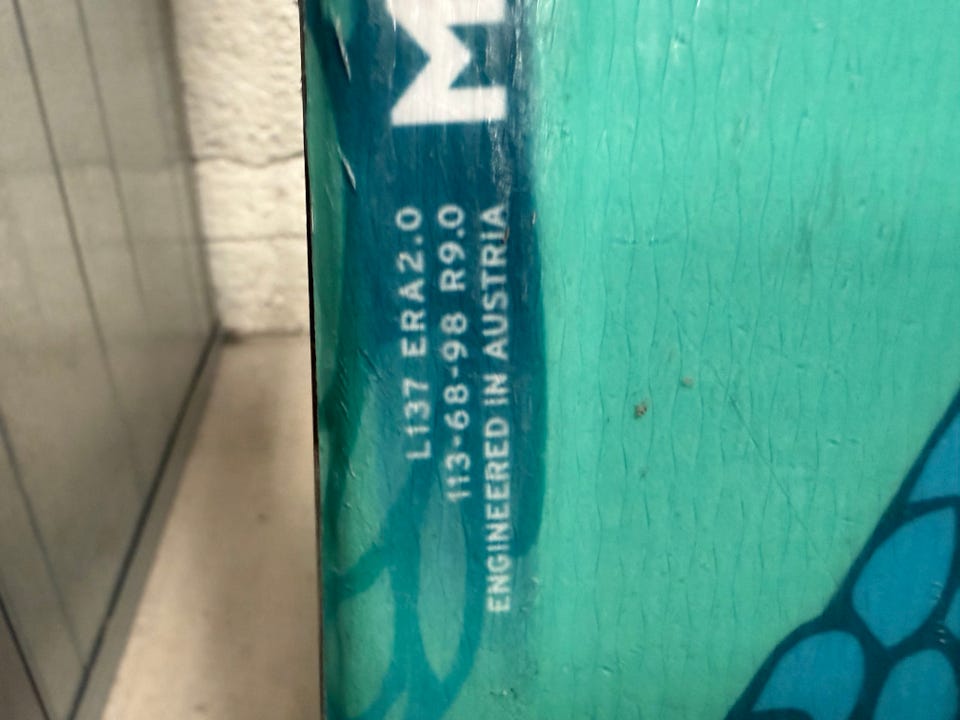 M
L137 ERA2.0
113-68-98 R9.0
ENGINEERED IN AUSTRIA